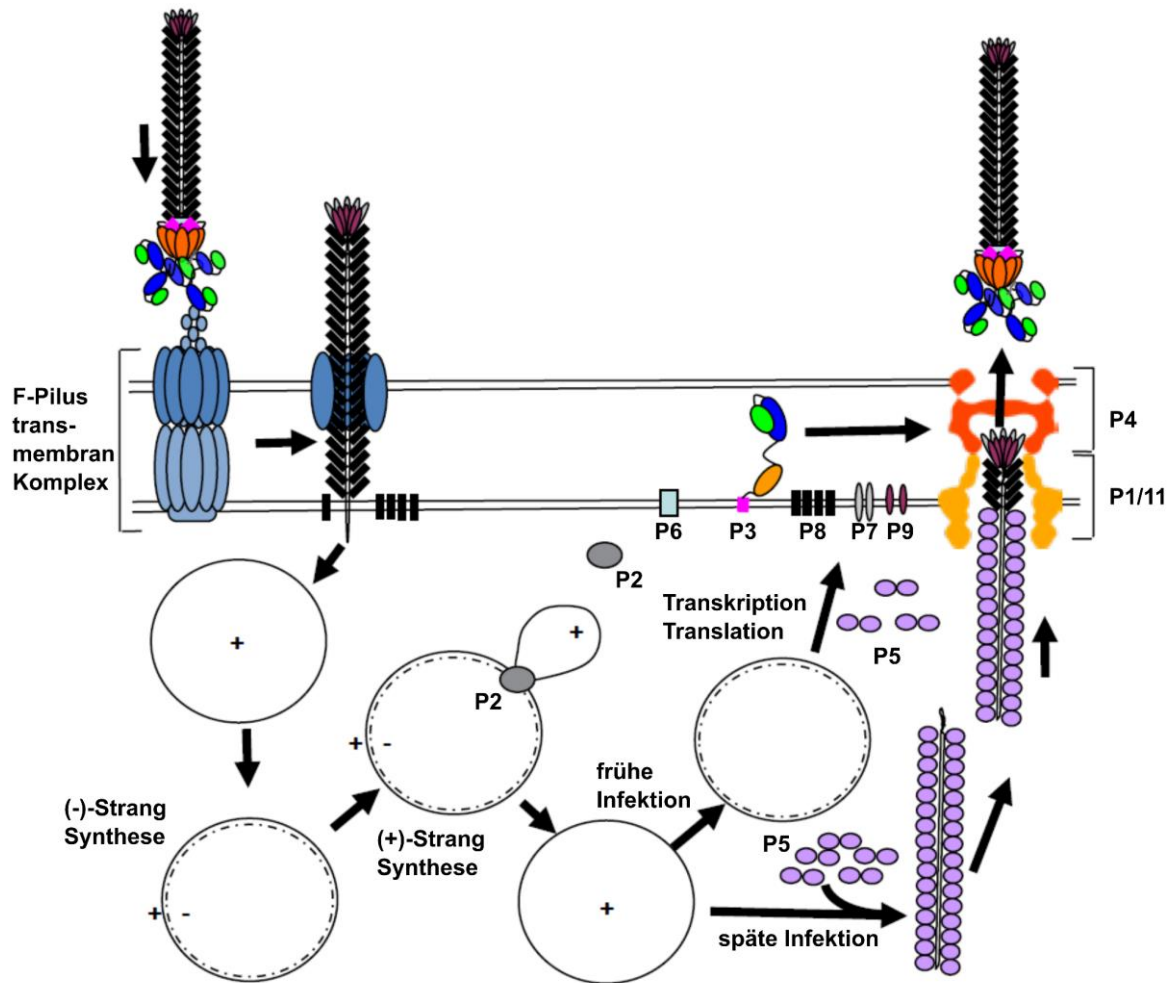 F-Pilus
trans-
membran
Komplex
P4
P1/11
P6
P3
P8
P7
P9
P2
Transkription
Translation
P5
+
+
P2
+ -
frühe
Infektion
(-)-Strang
Synthese
(+)-Strang
Synthese
P5
+ -
+
späte Infektion